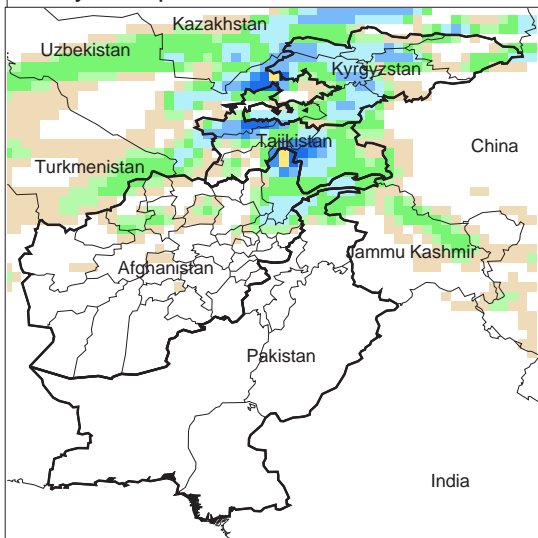 Kazakhstan
Uzbekistan
Kyrgyzstan
Tajikistan
China
Turkmenistan
Jammu Kashmir
Afghanistan
Pakistan
India